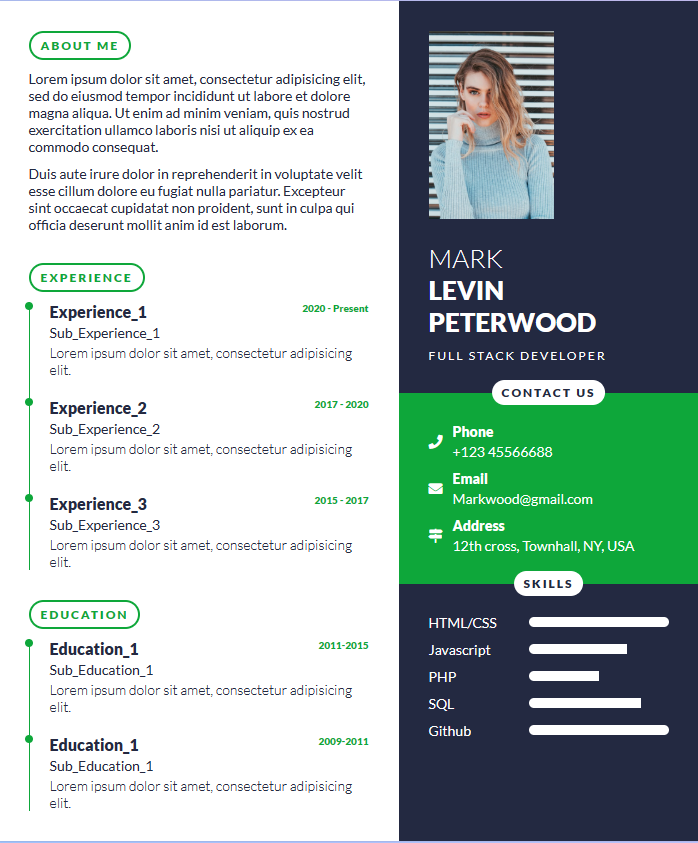 ABOUT ME
Lorem ipsum dolor sit amet, consectetur adipisicing elit,
sed do eiusmod tempor incididunt ut labore et dolore
magna aliqua. Ut enim ad minim veniam, quis nostrud
exercitation ullamco laboris nisi ut aliquip ex ea
commodo consequat.
Duis aute irure dolor in reprehenderit in voluptate velit
esse cillum dolore eu fugiat nulla pariatur. Excepteur
sint occaecat cupidatat non proident, sunt in culpa qui
officia deserunt mollit anim id est laborum.
EXPERIENCE
Experience_1
2020 - Present
Sub_Experience_1
Lorem ipsum dolor sit amet, consectetur adipisicing
elit.
Experience_2
2017 - 2020
Sub_Experience_2
Lorem ipsum dolor sit amet, consectetur adipisicing
elit.
Experience_3
2015 - 2017
Sub_Experience_3
Lorem ipsum dolor sit amet, consectetur adipisicing
elit.
EDUCATION
Education_1
2011-2015
Sub_Education_1
Lorem ipsum dolor sit amet, consectetur adipisicing
elit.
Education_1
2009-2011
Sub_Education_1
Lorem ipsum dolor sit amet, consectetur adipisicing
elit.
MARK
LEVIN
PETERWOOD
FULL STACK DEVELOPER
CONTACT US
Phone
+123 45566688
Email
Markwood@gmail.com
Address
12th cross, Townhall, NY, USA
SKILLS
HTML/CSS
Javascript
PHP
SQL
Github